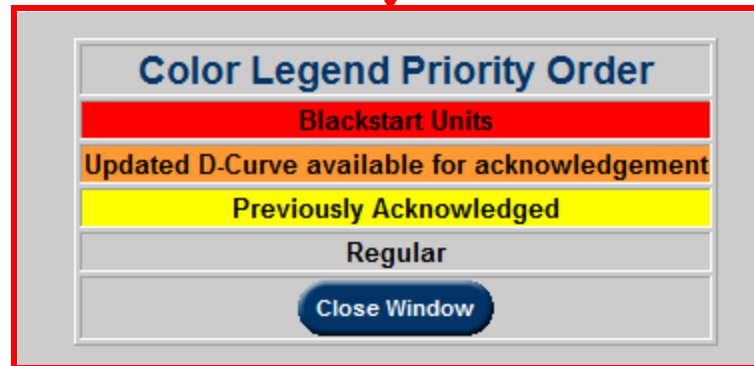 Color Legend Priority Order
Blackstart Units
Updated D-Curve available for acknowledgement
Previously Acknowledged
Regular
Close Window